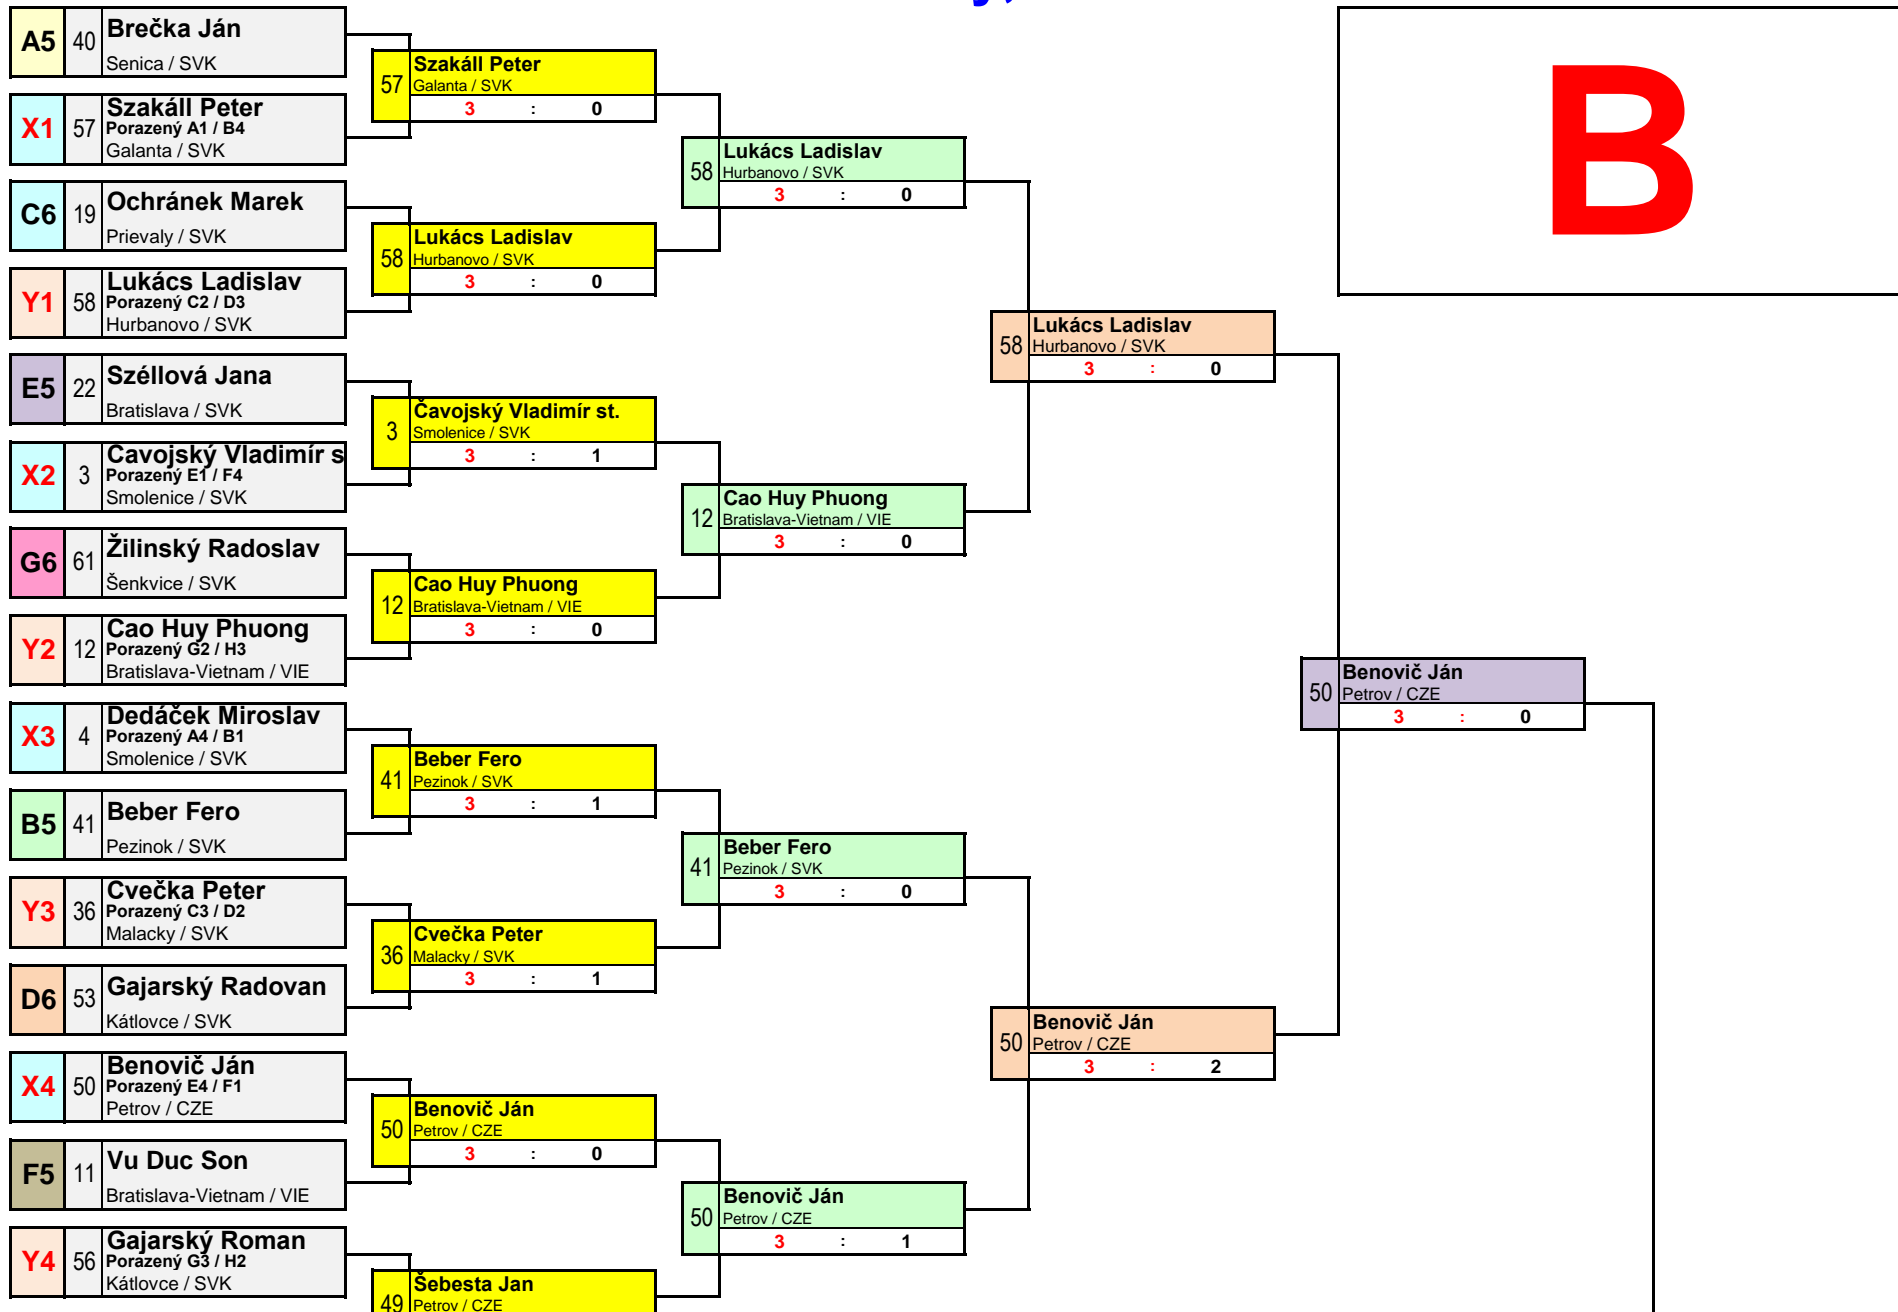 A5 40 Brečka Ján
Senica / SVK
X1 57 Szakáll Peter
Porazený A1 / B4
Galanta / SVK
C6 19 Ochránek Marek
Prievaly / SVK
Y1 58 Lukács Ladislav
Porazený C2 / D3
Hurbanovo / SVK
E5 22 Széllová Jana
Bratislava / SVK
X2 3 Čavojský Vladimír s
Porazený E1 / F4
Smolenice / SVK
G6 61 Žilinský Radoslav
Šenkvice / SVK
Y2 12 Cao Huy Phuong
Porazený G2 / H3
Bratislava-Vietnam / VIE
X3 4 Dedáček Miroslav
Porazený A4 / B1
Smolenice / SVK
B5 41 Beber Fero
Pezinok / SVK
Y3 36 Cvečka Peter
Porazený C3 / D2
Malacky / SVK
D6 53 Gajarský Radovan
Kátlovce / SVK
X4 50 Benovič Ján
Porazený E4 / F1
Petrov / CZE
F5 11 Vu Duc Son
Bratislava-Vietnam / VIE
Y4 56 Gajarský Roman
Porazený G3 / H2
Kátlovce / SVK
57 Szakáll Peter
Galanta / SVK
3 : 0
58 Lukács Ladislav
Hurbanovo / SVK
3 : 0
3 Čavojský Vladimír st.
Smolenice / SVK
3 : 1
12 Cao Huy Phuong
Bratislava-Vietnam / VIE
3 : 0
41 Beber Fero
Pezinok / SVK
3 : 1
36 Cvečka Peter
Malacky / SVK
3 : 1
50 Benovič Ján
Petrov / CZE
3 : 0
49 Šebesta Jan
Petrov / CZE
58 Lukács Ladislav
Hurbanovo / SVK
3 : 0
12 Cao Huy Phuong
Bratislava-Vietnam / VIE
3 : 0
41 Beber Fero
Pezinok / SVK
3 : 0
50 Benovič Ján
Petrov / CZE
3 : 1
58 Lukács Ladislav
Hurbanovo / SVK
3 : 0
50 Benovič Ján
Petrov / CZE
3 : 2
50 Benovič Ján
Petrov / CZE
3 : 0
B